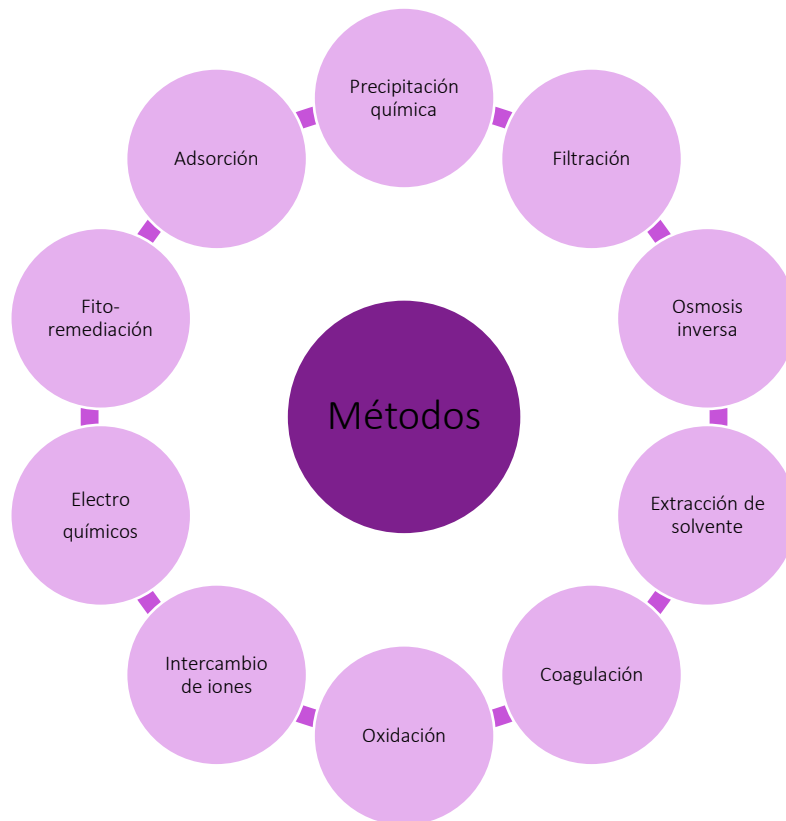 Precipitación
química
Filtración
Osmosis
inversa
Extracción de
solvente
Coagulación
Oxidación
Intercambio
de iones
Electro
químicos
Fito-
remediación
Adsorción
Métodos